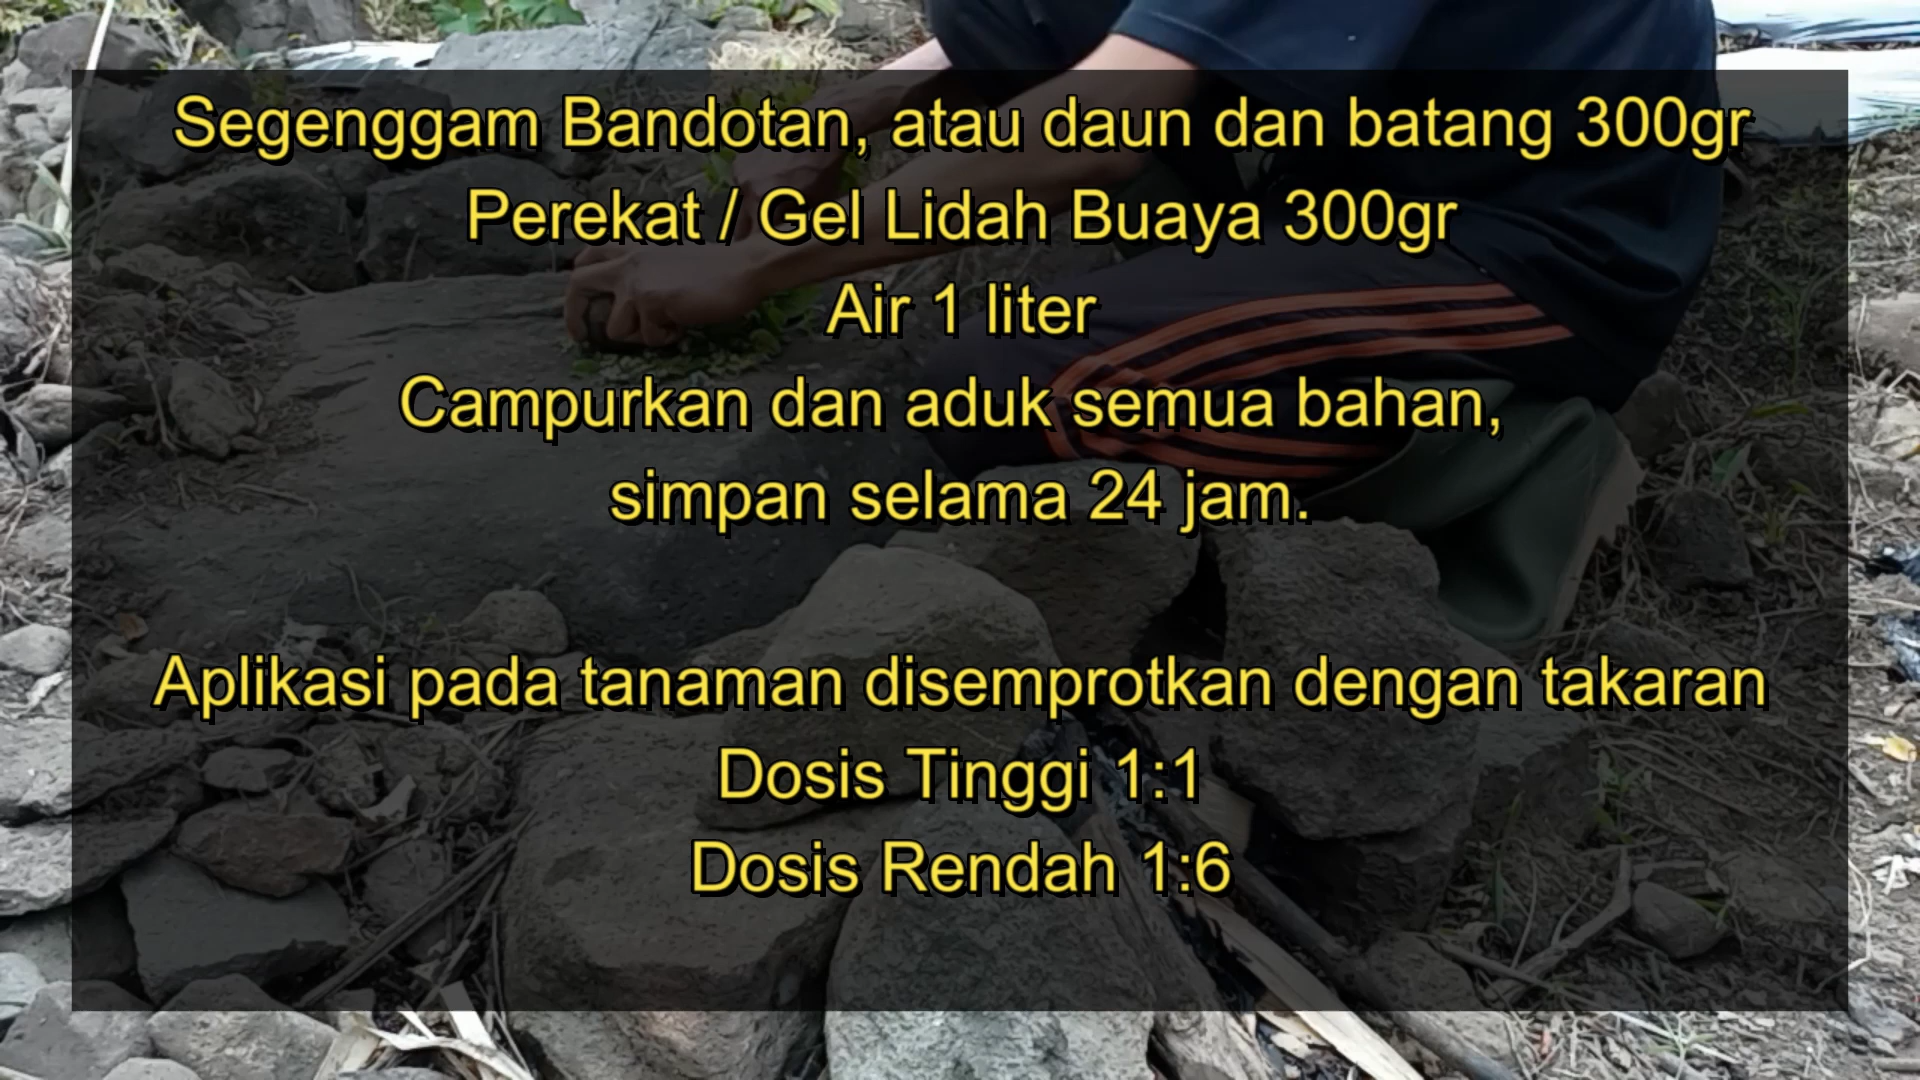 Segenggam Bandotan, atau daun dan batang 300gr
Perekat / Gel Lidah Buaya 300gr
Air 1 liter
Campurkan dan aduk semua bahan,
simpan selama 24 jam.
Aplikasi pada tanaman disemprotkan dengan takaran
Dosis Tinggi 1:1
Dosis Rendah 1:6